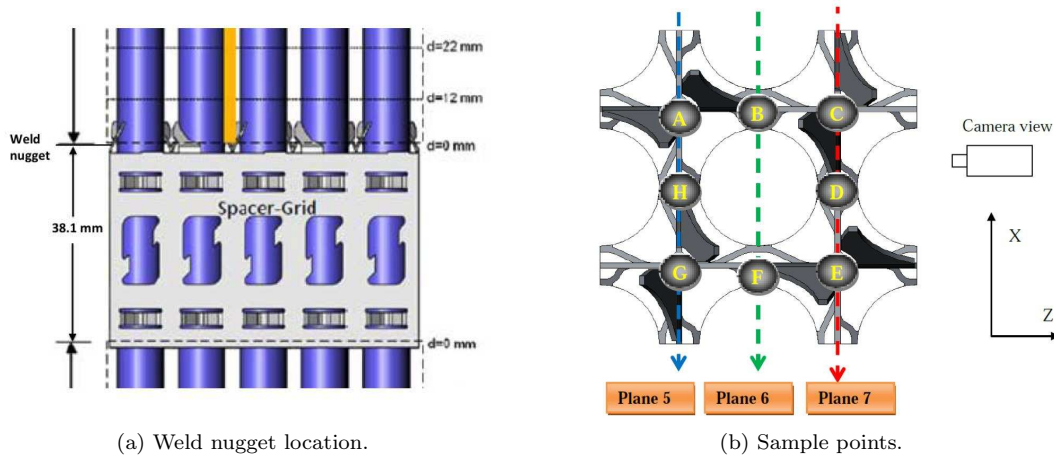 d=22 mm
d=12 mm
Weld
nugget
d=0 mm
Spacer-Grid
38.1 mm
d=0 mm
(a) Weld nugget location.
A
B
C
H
D
G
F
E
Camera view
X
Z
Plane 5
Plane 6
Plane 7
(b) Sample points.